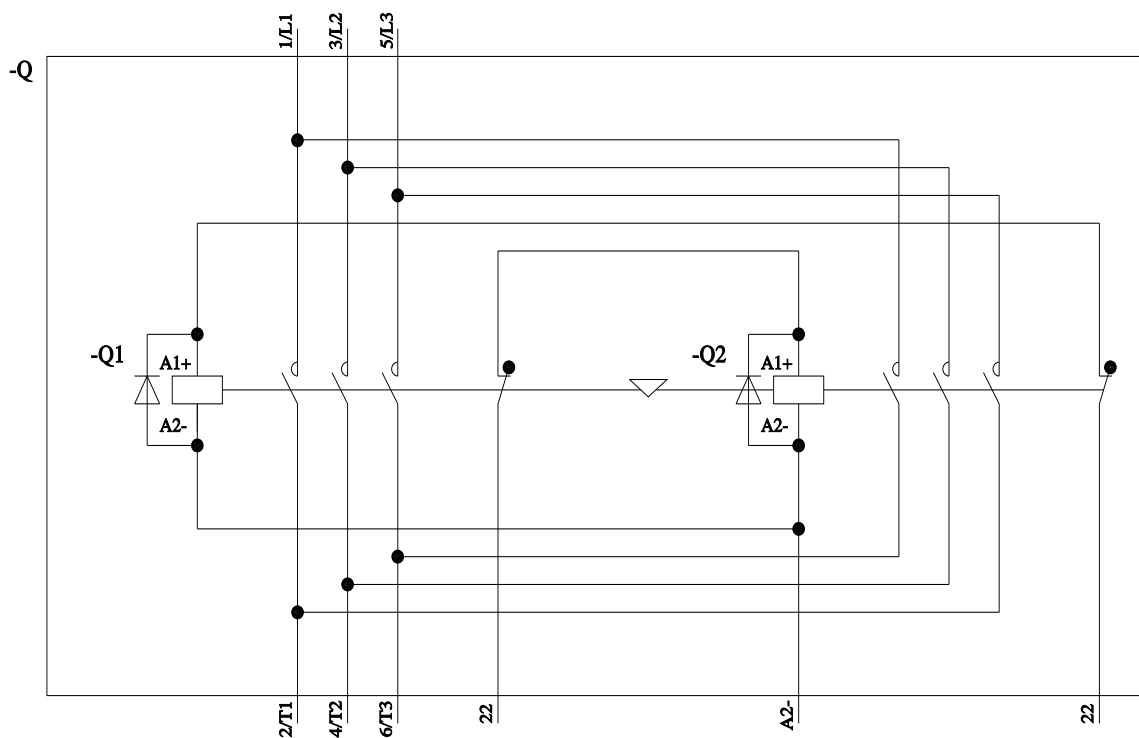 1/L1
3/L2
5/L3
-Q
-Q1
A1+
A2-
-Q2
A1+
A2-
2/T1
4/T2
6/T3
22
A2-
22